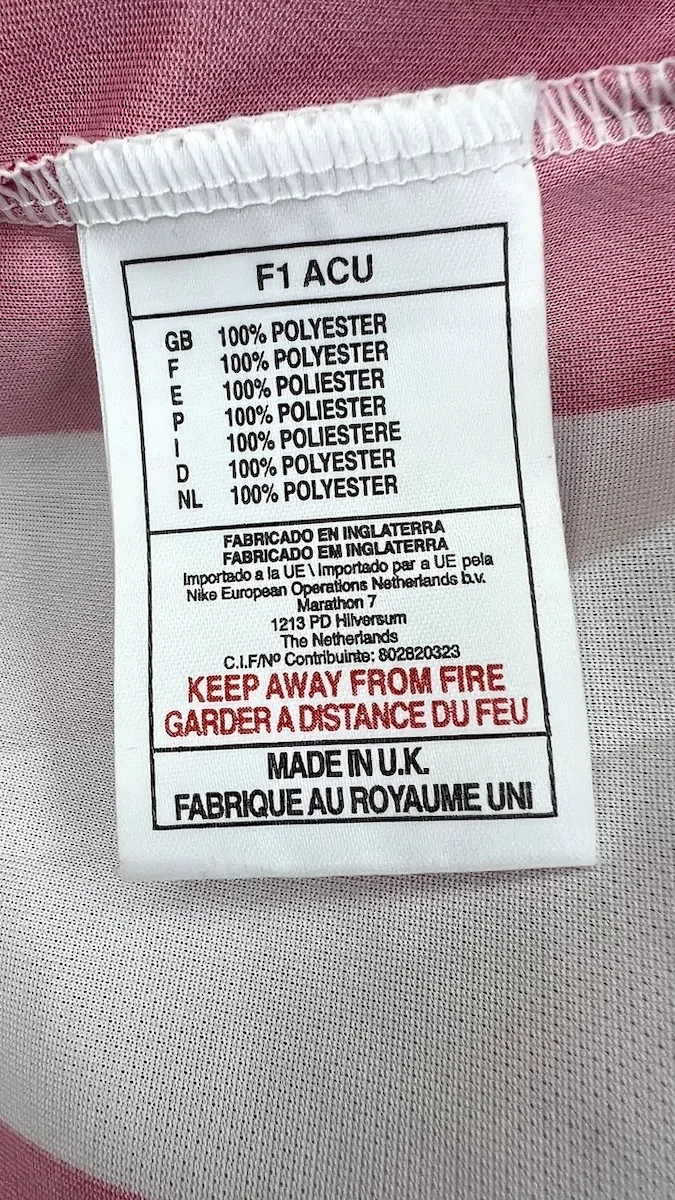 F1 ACU
GB 100% POLYESTER
F 100% POLYESTER
E 100% POLIESTER
P 100% POLIESTER
I 100% POLIESTERE
D 100% POLYESTER
NL 100% POLYESTER
FABRICADO EN INGLATERRA
FABRICADO EM INGLATERRA
Importado a la UE \ Importado par a UE pela
Nike European Operations Netherlands b.v.
Marathon 7
1213 PD Hilversum
The Netherlands
C.I.F/Nº Contribuinte: 802820323
KEEP AWAY FROM FIRE
GARDER A DISTANCE DU FEU
MADE IN U.K.
FABRIQUE AU ROYAUME UNI